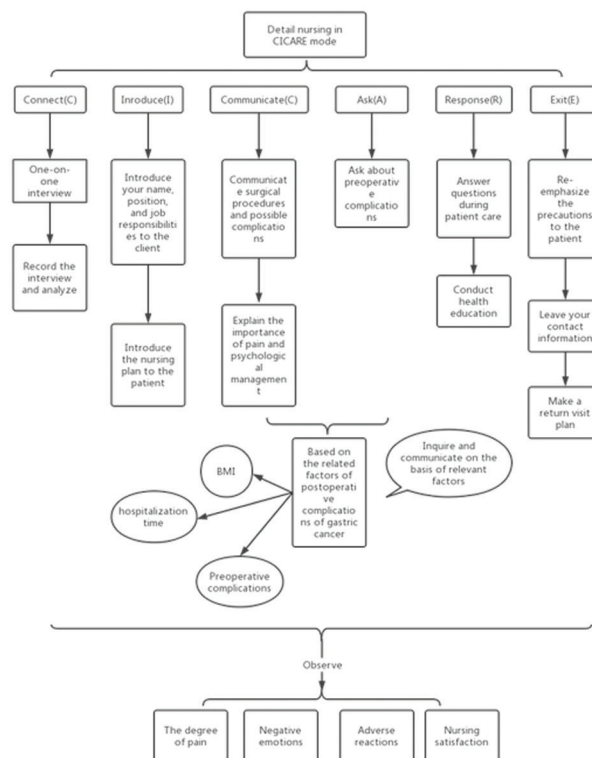 Detail nursing in
CICARE mode
Connect(C)
Inroduce(I)
Communicate(C)
Ask(A)
Response(R)
Exit(E)
One-on-
one
interview
Record the
interview
and analyze
Introduce
your name,
position,
and job
responsibiliti
es to the
client
Introduce
the nursing
plan to the
patient
Communicat
e surgical
procedures
and possible
complicatio
ns
Explain the
importance
of pain and
psychologi
cal
managemen
t
Ask about
preoperativ
e
complicatio
ns
Answer
questions
during
patient care
Conduct
health
education
Re-
emphasize
the
precautions
to the
patient
Leave your
contact
information
Make a
return visit
plan
Based on
the related
factors of
postoperat
ive
complicati
ons of
gastric
cancer
Inquire and
communicate on the
basis of relevant
factors
BMI
hospitalization
time
Preoperative
complications
Observe
The degree
of pain
Negative
emotions
Adverse
reactions
Nursing
satisfaction